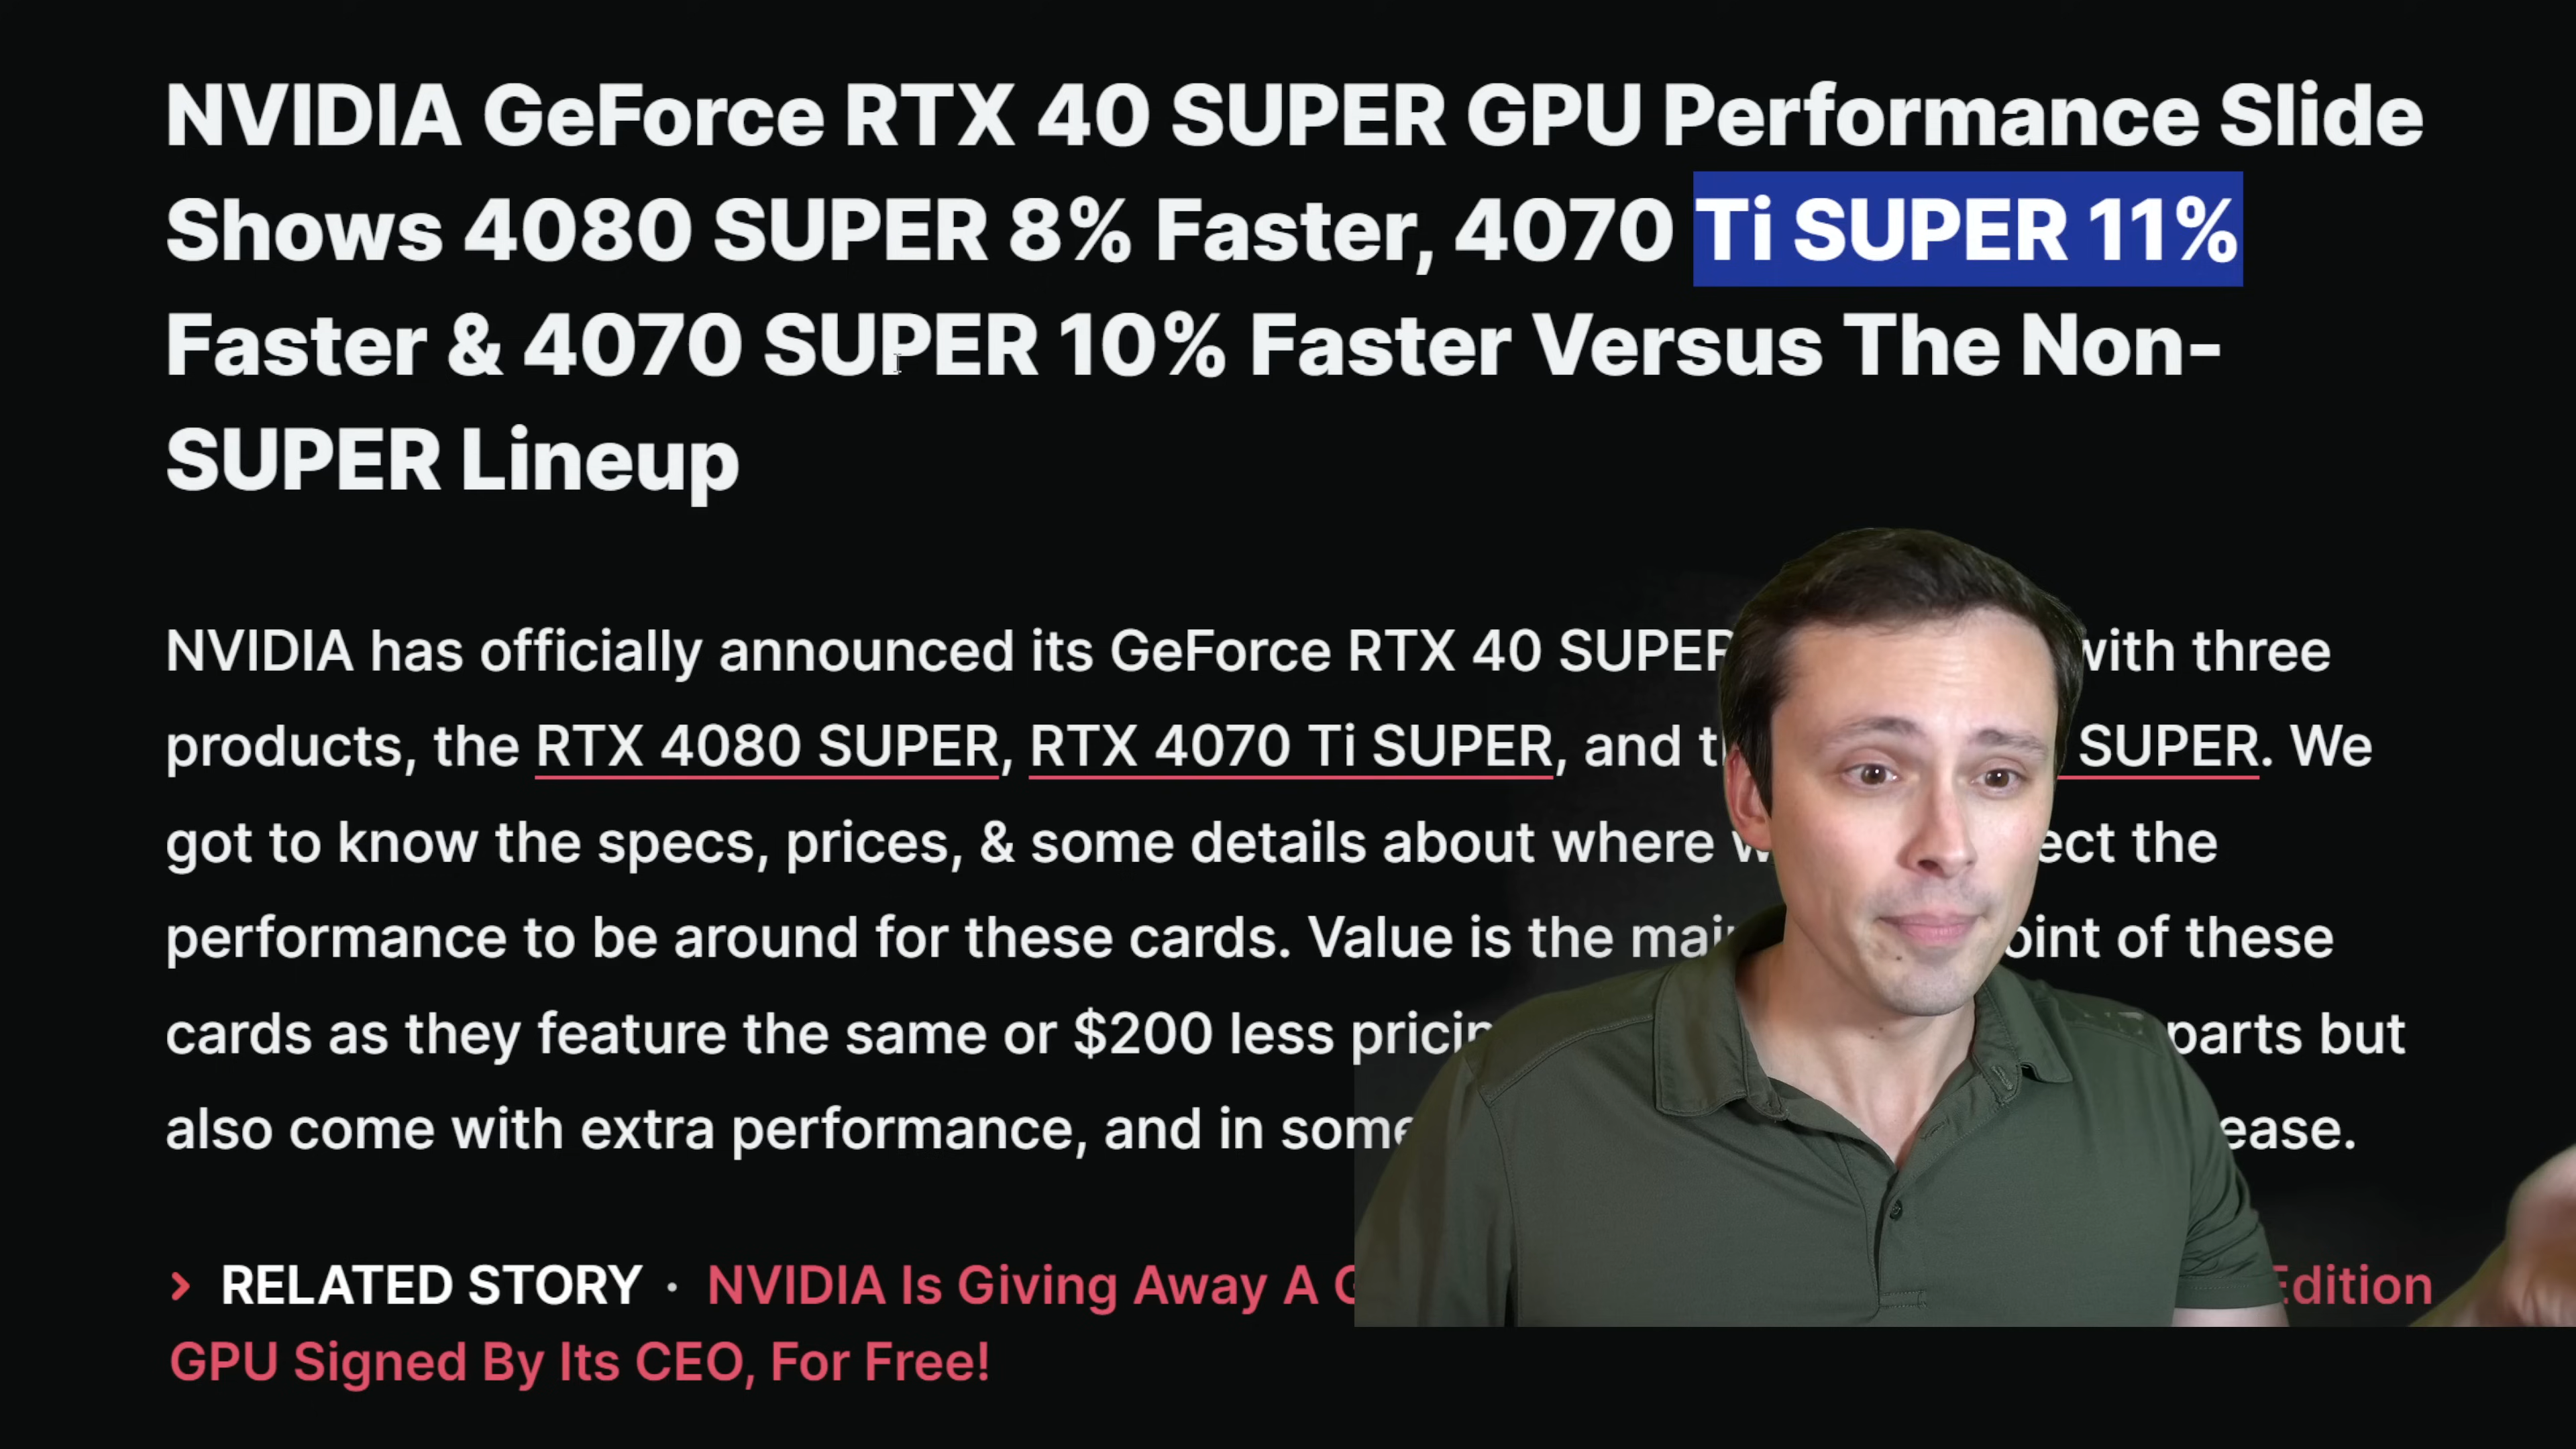 NVIDIA GeForce RTX 40 SUPER GPU Performance Slide
Shows 4080 SUPER 8% Faster, 4070 Ti SUPER 11%
Faster & 4070 SUPER 10% Faster Versus The Non-
SUPER Lineup
NVIDIA has officially announced its GeForce RTX 40 SUPER with three
products, the RTX 4080 SUPER, RTX 4070 Ti SUPER, and SUPER. We
got to know the specs, prices, & some details about where the
performance to be around for these cards. Value is the of these
cards as they feature the same or $200 less parts but
also come with extra performance, and in
› RELATED STORY · NVIDIA Is Giving Away A Edition
GPU Signed By Its CEO, For Free!